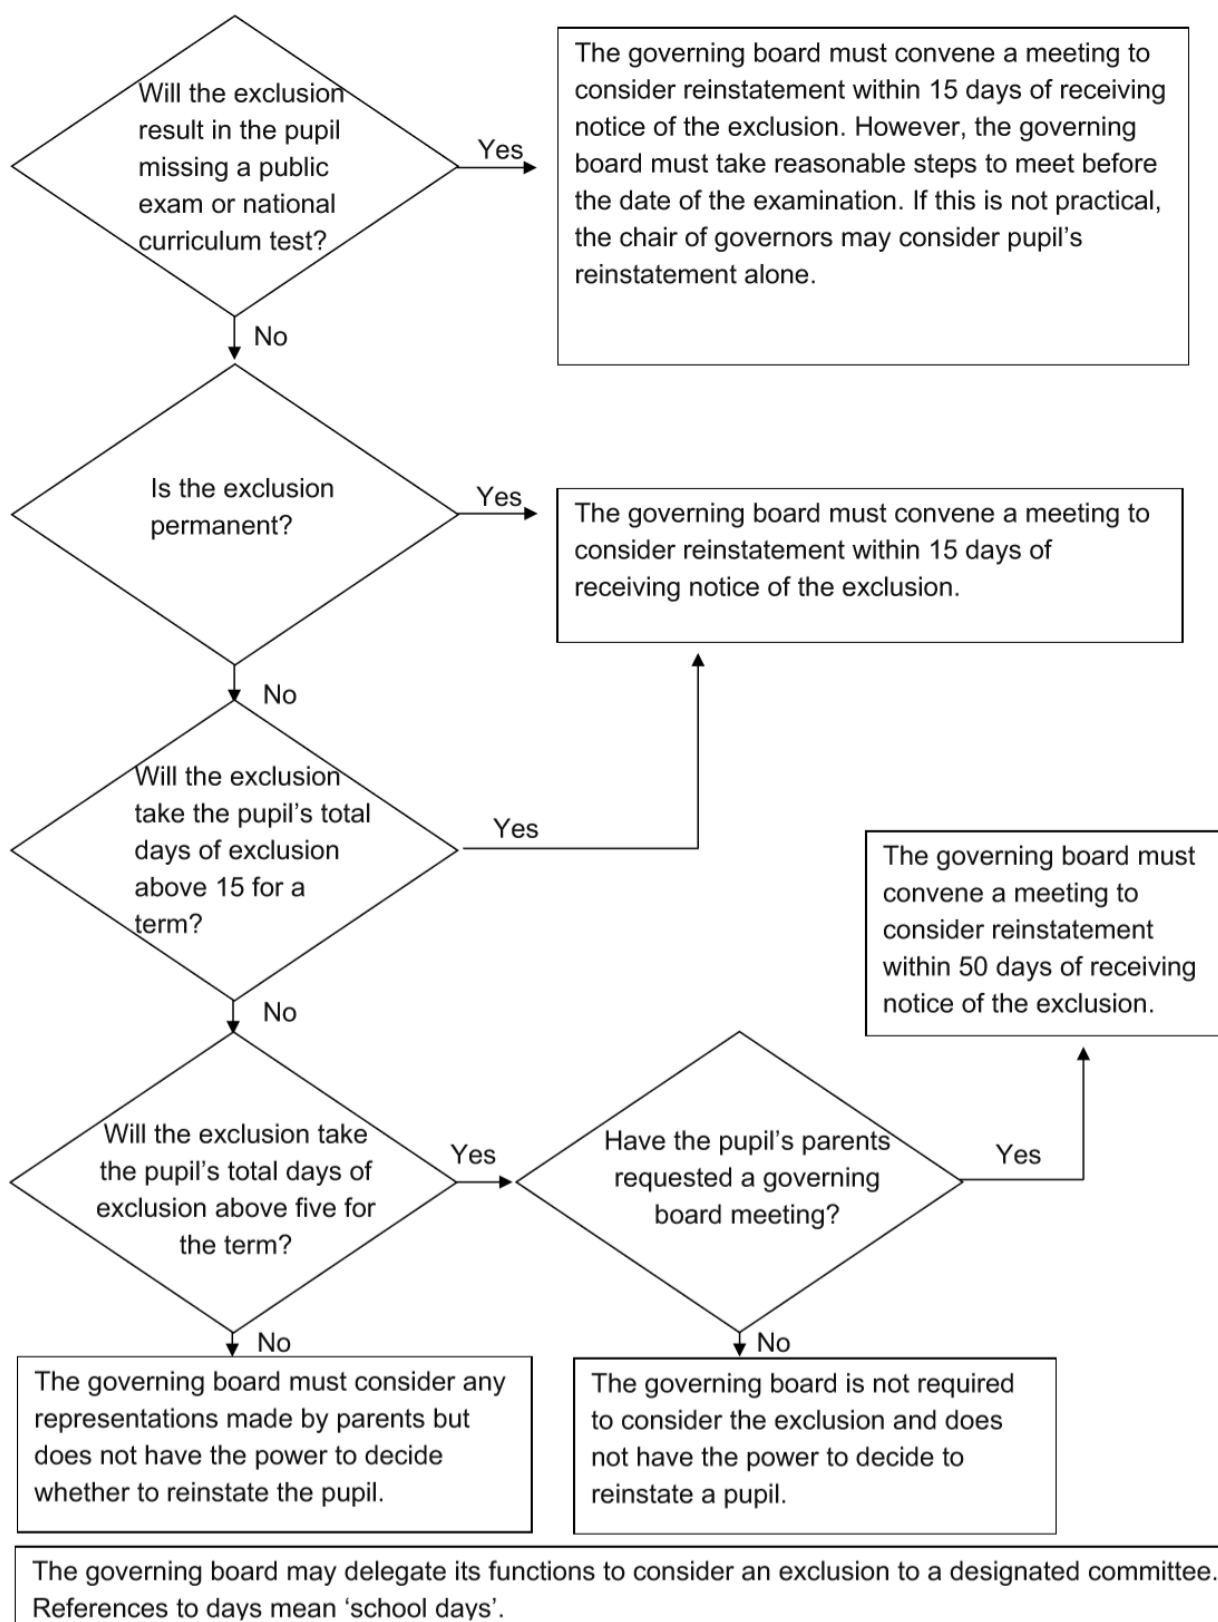 Will the exclusion
result in the pupil
missing a public
exam or national
curriculum test?
Yes
The governing board must convene a meeting to
consider reinstatement within 15 days of receiving
notice of the exclusion. However, the governing
board must take reasonable steps to meet before
the date of the examination. If this is not practical,
the chair of governors may consider pupil’s
reinstatement alone.
No
Is the exclusion
permanent?
Yes
The governing board must convene a meeting to
consider reinstatement within 15 days of
receiving notice of the exclusion.
No
Will the exclusion
take the pupil’s total
days of exclusion
above 15 for a
term?
Yes
The governing board must
convene a meeting to
consider reinstatement
within 50 days of receiving
notice of the exclusion.
No
Will the exclusion take
the pupil’s total days of
exclusion above five for
the term?
Yes
Have the pupil’s parents
requested a governing
board meeting?
Yes
No
The governing board must consider any
representations made by parents but
does not have the power to decide
whether to reinstate the pupil.
No
The governing board is not required
to consider the exclusion and does
not have the power to decide to
reinstate a pupil.
The governing board may delegate its functions to consider an exclusion to a designated committee.
References to days mean ‘school days’.